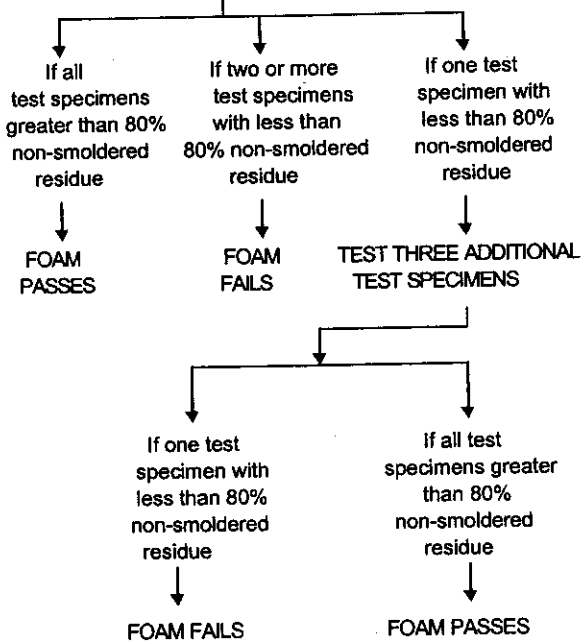 If all
test specimens
greater than 80%
non-smoldered
residue
If two or more
test specimens
with less than
80% non-smoldered
residue
If one test
specimen with
less than 80%
non-smoldered
residue
FOAM
PASSES
FOAM
FAILS
TEST THREE ADDITIONAL
TEST SPECIMENS
If one test
specimen with
less than 80%
non-smoldered
residue
If all test
specimens greater
than 80%
non-smoldered
residue
FOAM FAILS
FOAM PASSES